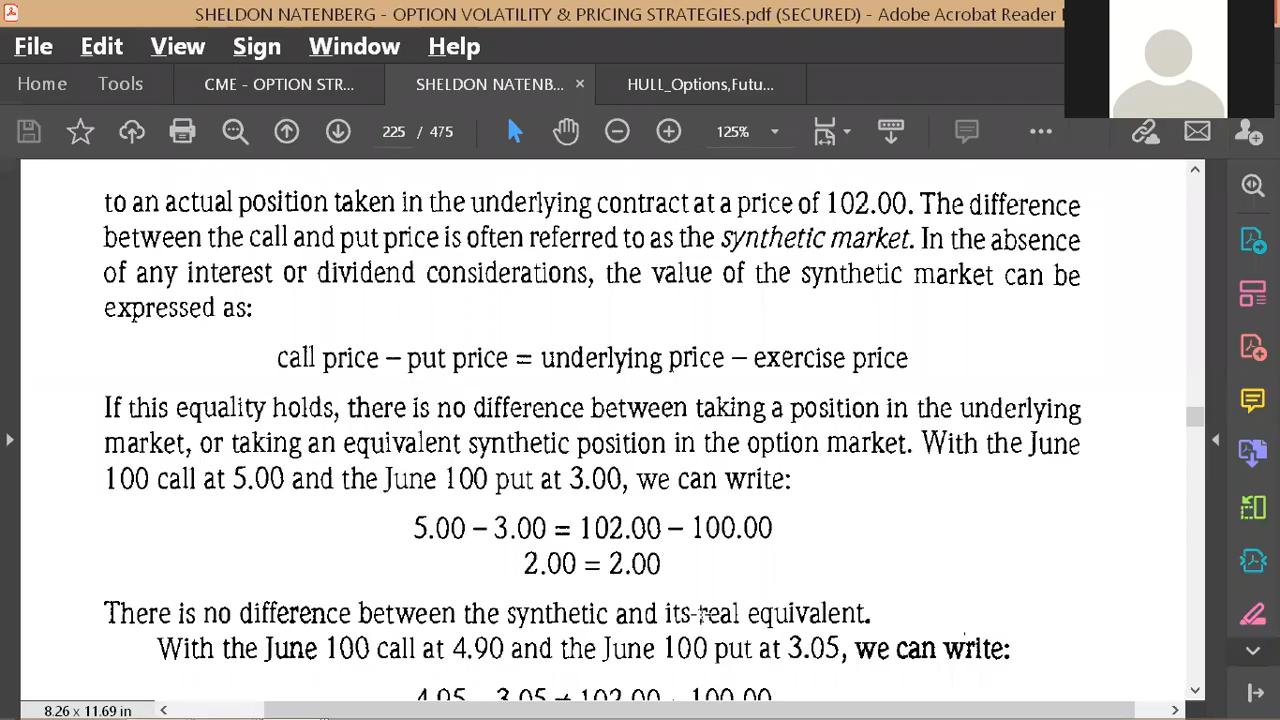 SHELDON NATENBERG - OPTION VOLATILITY & PRICING STRATEGIES.pdf (SECURED) - Adobe Acrobat Reader
File Edit View Sign Window Help
Home Tools CME - OPTION STR... SHELDON NATENB... × HULL_Options,Futu...
225 / 475 125%
to an actual position taken in the underlying contract at a price of 102.00. The difference
between the call and put price is often referred to as the synthetic market. In the absence
of any interest or dividend considerations, the value of the synthetic market can be
expressed as:
call price – put price = underlying price – exercise price
If this equality holds, there is no difference between taking a position in the underlying
market, or taking an equivalent synthetic position in the option market. With the June
100 call at 5.00 and the June 100 put at 3.00, we can write:
5.00 – 3.00 = 102.00 – 100.00
2.00 = 2.00
There is no difference between the synthetic and its real equivalent.
With the June 100 call at 4.90 and the June 100 put at 3.05, we can write:
4.95 – 3.05 ≠ 102.00 – 100.00
8.26 x 11.69 in